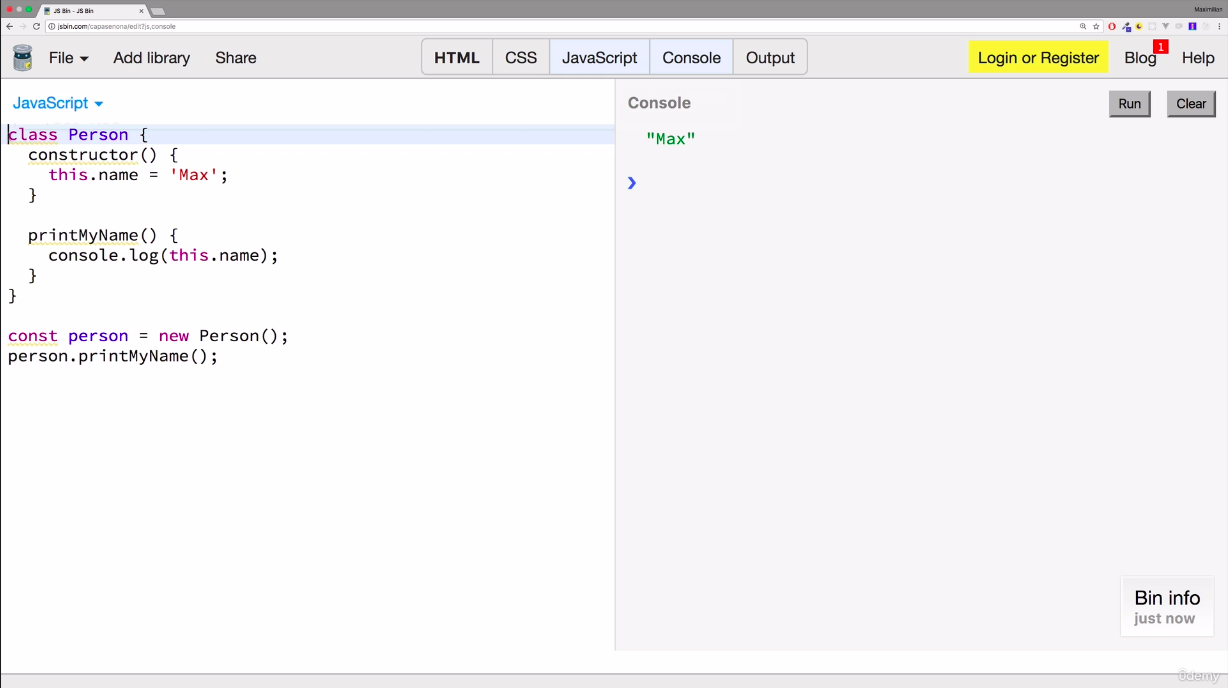 JS Bin - JS Bin
Maximilian
jsbin.com/capasenona/edit?js,console
File
Add library
Share
HTML
CSS
JavaScript
Console
Output
Login or Register
Blog
1
Help
JavaScript
class Person {
  constructor() {
    this.name = 'Max';
  }
  printMyName() {
    console.log(this.name);
  }
}
const person = new Person();
person.printMyName();
Console
Run
Clear
"Max"
❯
Bin info
just now
ûdemy